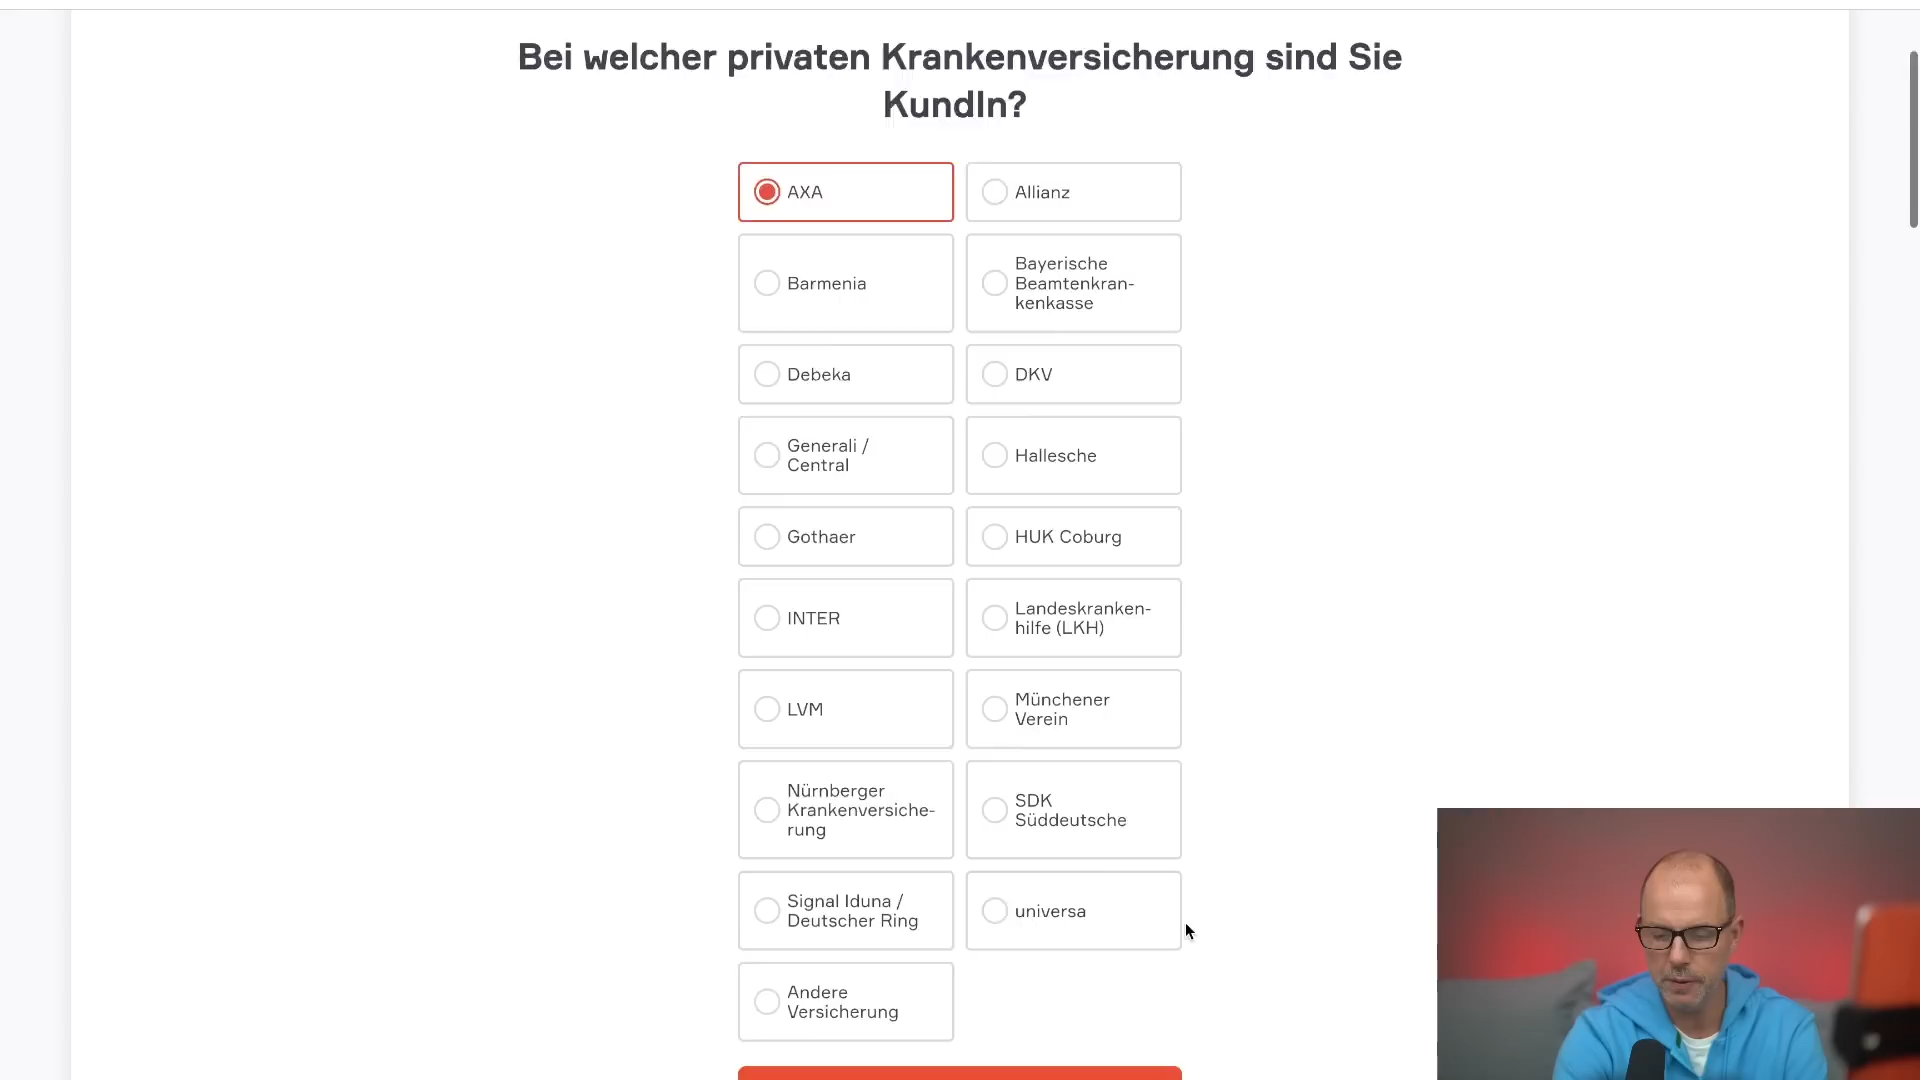 Bei welcher privaten Krankenversicherung sind Sie
KundIn?
AXA
Allianz
Barmenia
Bayerische
Beamtenkran-
kenkasse
Debeka
DKV
Generali /
Central
Hallesche
Gothaer
HUK Coburg
INTER
Landeskranken-
hilfe (LKH)
LVM
Münchener
Verein
Nürnberger
Krankenversiche-
rung
SDK
Süddeutsche
Signal Iduna /
Deutscher Ring
universa
Andere
Versicherung